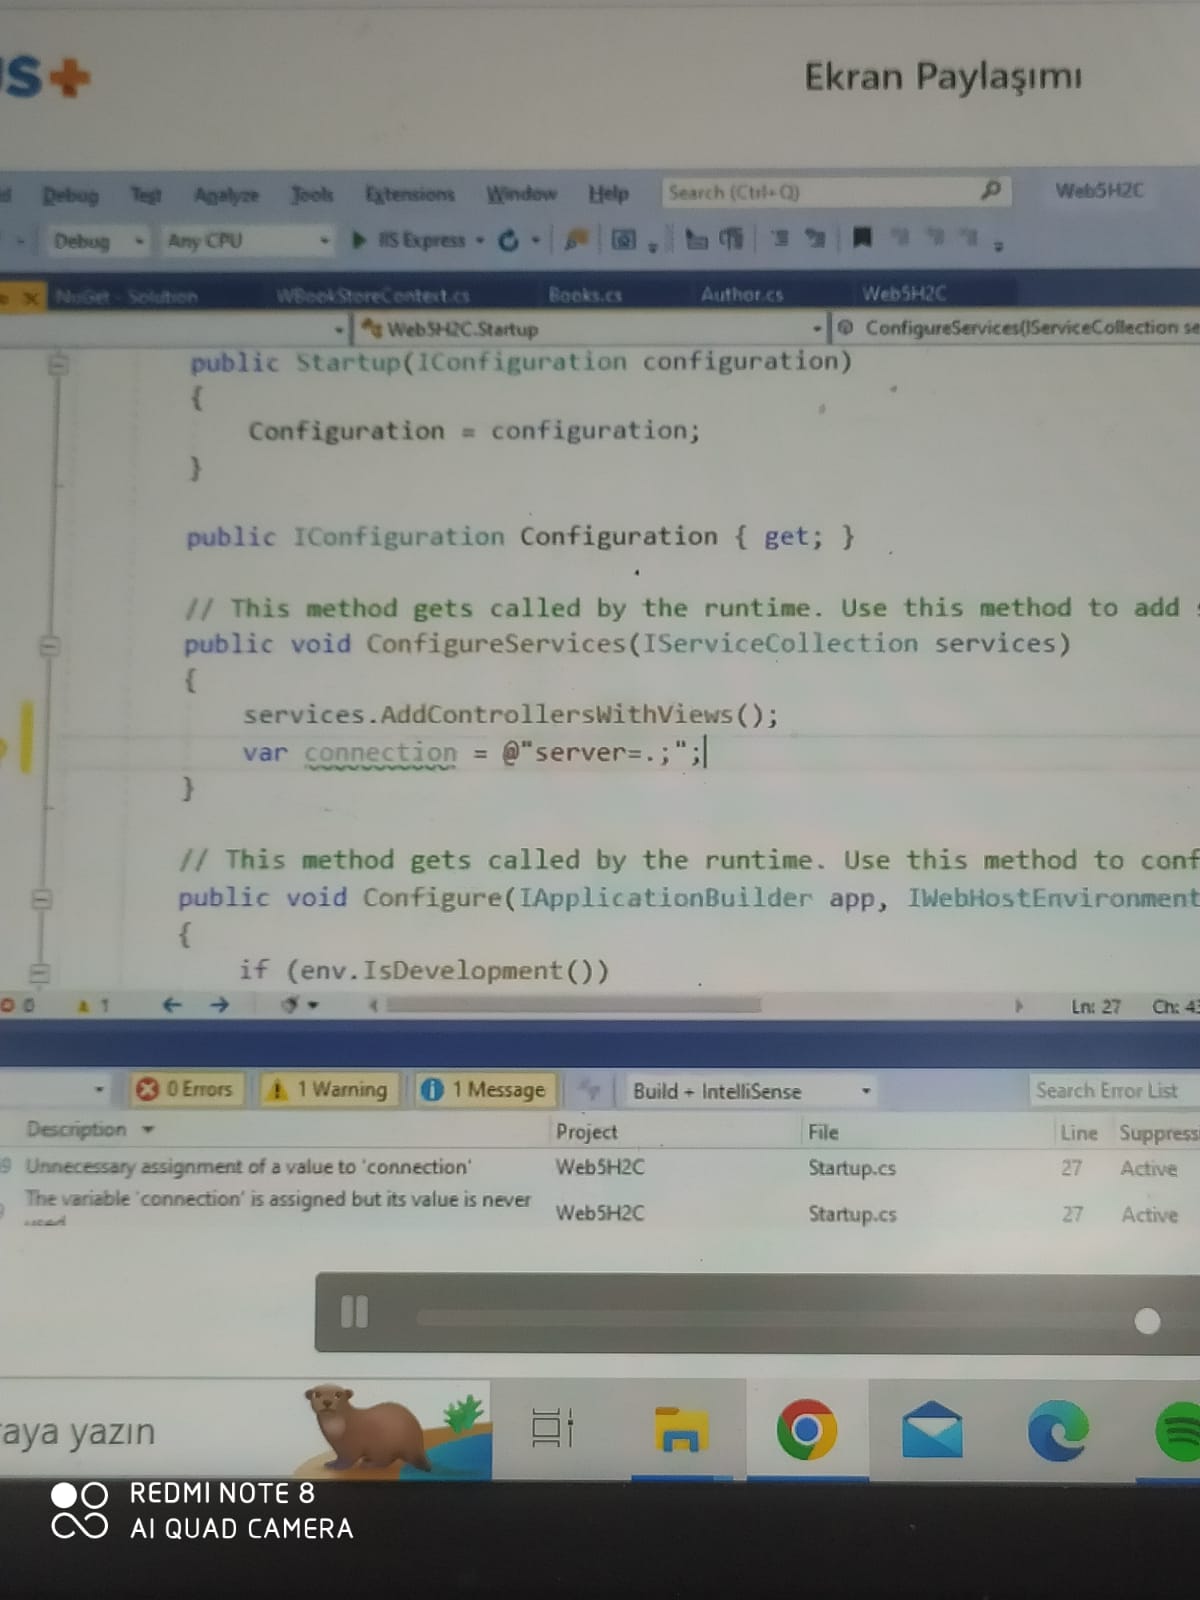 S+
Ekran Paylaşımı
Debug Test Analyze Tools Extensions Window Help Search (Ctrl+Q) Web5H2C
Debug Any CPU IIS Express
NuGet - Solution WBookStoreContext.cs Books.cs Author.cs Web5H2C
Web5H2C.Startup ConfigureServices(IServiceCollection se
public Startup(IConfiguration configuration)
{
Configuration = configuration;
}
public IConfiguration Configuration { get; }
// This method gets called by the runtime. Use this method to add
public void ConfigureServices(IServiceCollection services)
{
services.AddControllersWithViews();
var connection = @"server=.;";
}
// This method gets called by the runtime. Use this method to conf
public void Configure(IApplicationBuilder app, IWebHostEnvironment
{
if (env.IsDevelopment())
0 1 Ln: 27 Ch: 43
0 Errors 1 Warning 1 Message Build + IntelliSense Search Error List
Description Project File Line Suppress
9 Unnecessary assignment of a value to 'connection' Web5H2C Startup.cs 27 Active
The variable 'connection' is assigned but its value is never Web5H2C Startup.cs 27 Active
raya yazın
REDMI NOTE 8
AI QUAD CAMERA